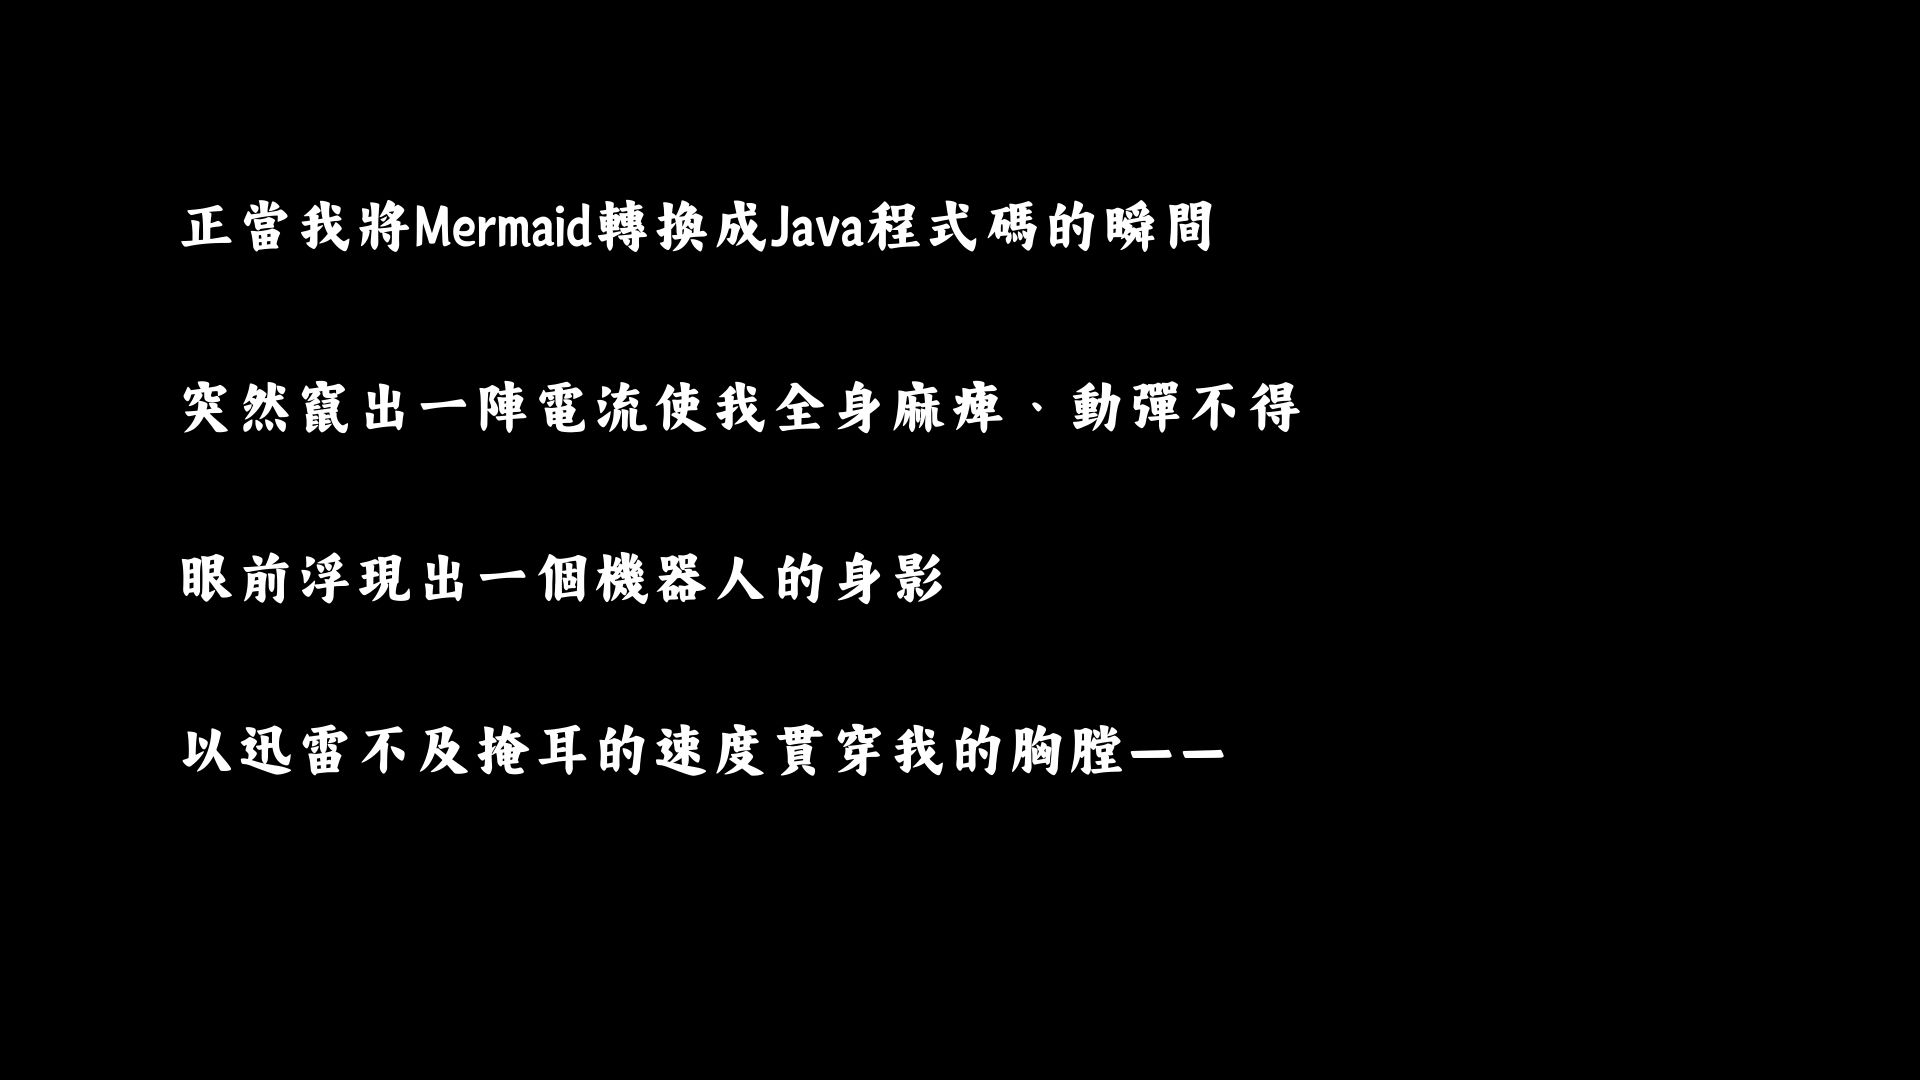 正當我將Mermaid轉換成Java程式碼的瞬間
突然竄出一陣電流使我全身麻痺、動彈不得
眼前浮現出一個機器人的身影
以迅雷不及掩耳的速度貫穿我的胸膛——